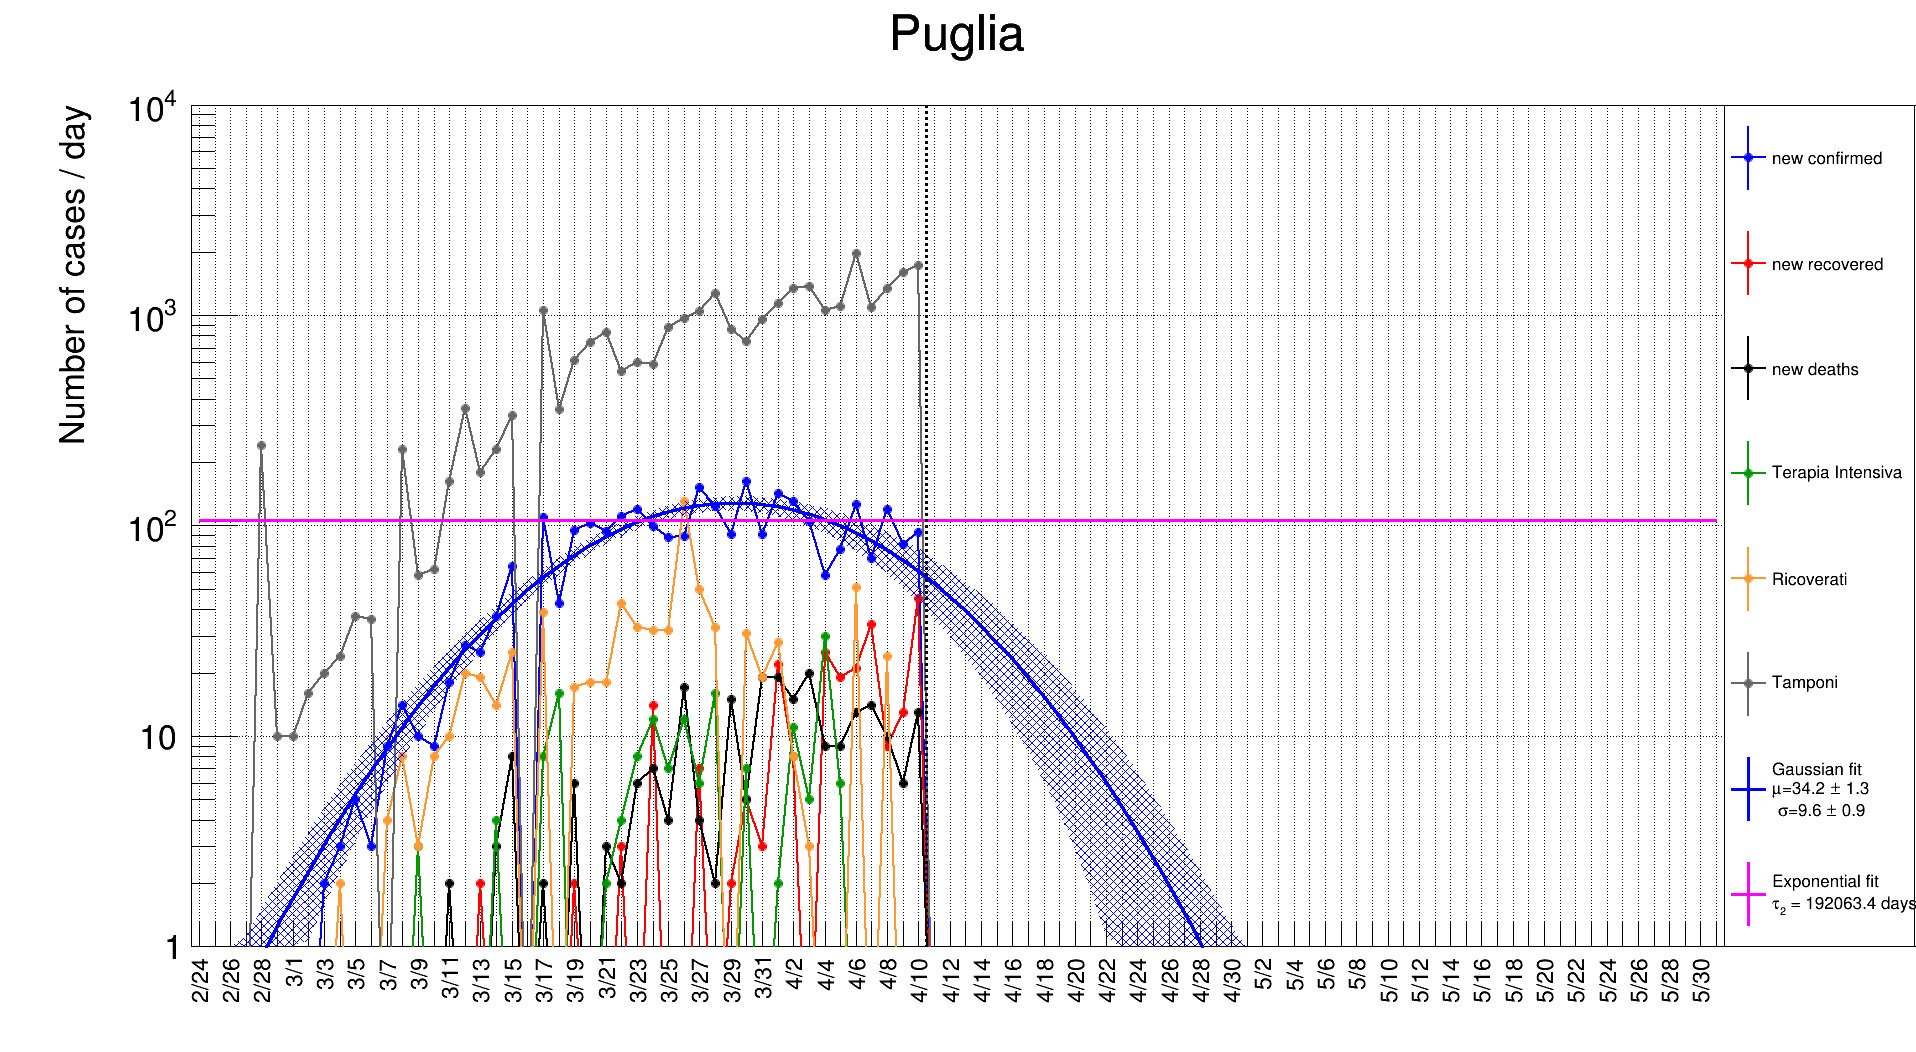 Puglia
Number of cases / day
10^4
10^3
10^2
10
1
2/24 2/26 2/28 3/1 3/3 3/5 3/7 3/9 3/11 3/13 3/15 3/17 3/19 3/21 3/23 3/25 3/27 3/29 3/31 4/2 4/4 4/6 4/8 4/10 4/12 4/14 4/16 4/18 4/20 4/22 4/24 4/26 4/28 4/30 5/2 5/4 5/6 5/8 5/10 5/12 5/14 5/16 5/18 5/20 5/22 5/24 5/26 5/28 5/30
new confirmed
new recovered
new deaths
Terapia Intensiva
Ricoverati
Tamponi
Gaussian fit
μ=34.2 ± 1.3
σ=9.6 ± 0.9
Exponential fit
τ₂ = 192063.4 days